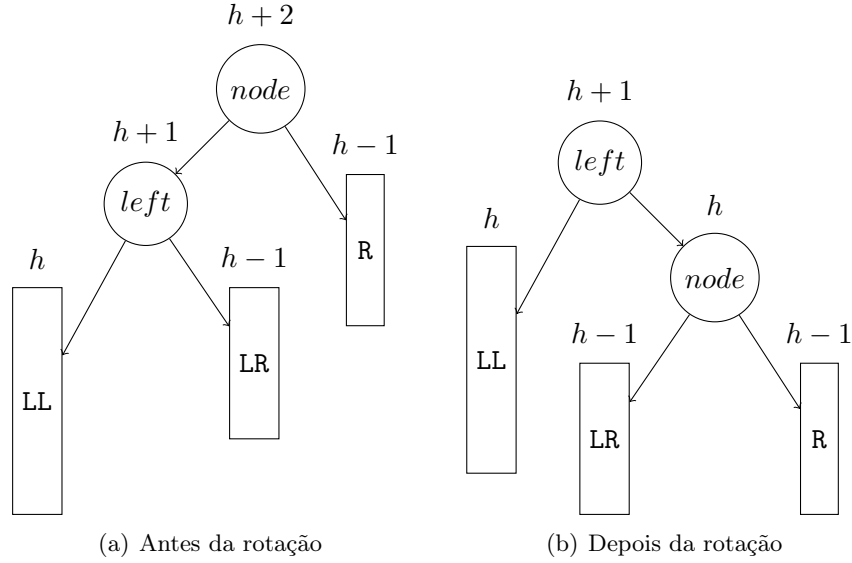 h + 2
node
h + 1
h − 1
left
R
h
h − 1
LL
LR
(a) Antes da rotação
h + 1
left
h
h
node
LL
h − 1
h − 1
LR
R
(b) Depois da rotação